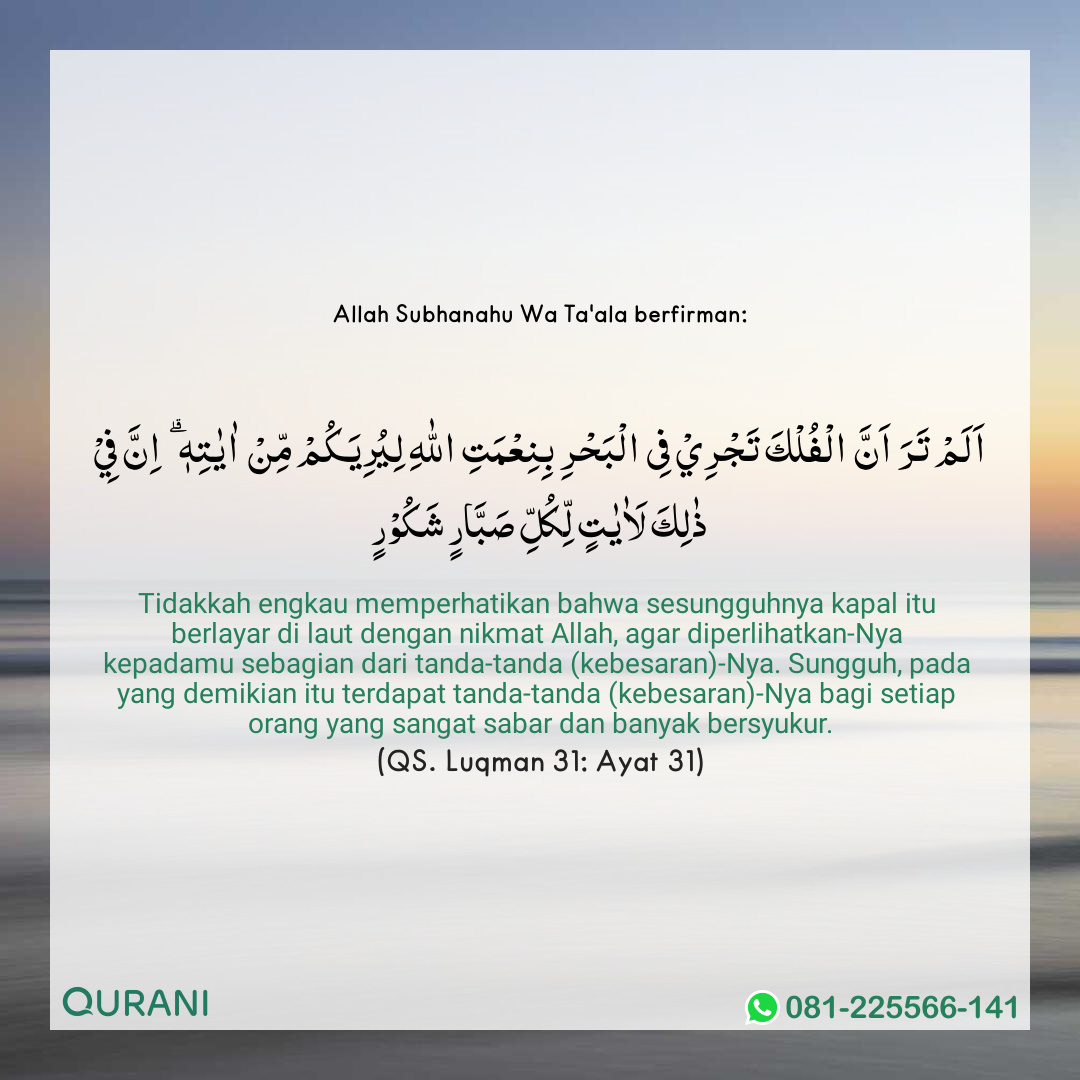 Allah Subhanahu Wa Ta'ala berfirman:
اَلَمْ تَرَ اَنَّ الْفُلْكَ تَجْرِيْ فِى الْبَحْرِ بِنِعْمَتِ اللّٰهِ لِيُرِيَكُمْ مِّنْ اٰيٰتِهٖۗ اِنَّ فِيْ
ذٰلِكَ لَاٰيٰتٍ لِّكُلِّ صَبَّارٍ شَكُوْرٍ
Tidakkah engkau memperhatikan bahwa sesungguhnya kapal itu
berlayar di laut dengan nikmat Allah, agar diperlihatkan-Nya
kepadamu sebagian dari tanda-tanda (kebesaran)-Nya. Sungguh, pada
yang demikian itu terdapat tanda-tanda (kebesaran)-Nya bagi setiap
orang yang sangat sabar dan banyak bersyukur.
(QS. Luqman 31: Ayat 31)
QURANI
081-225566-141